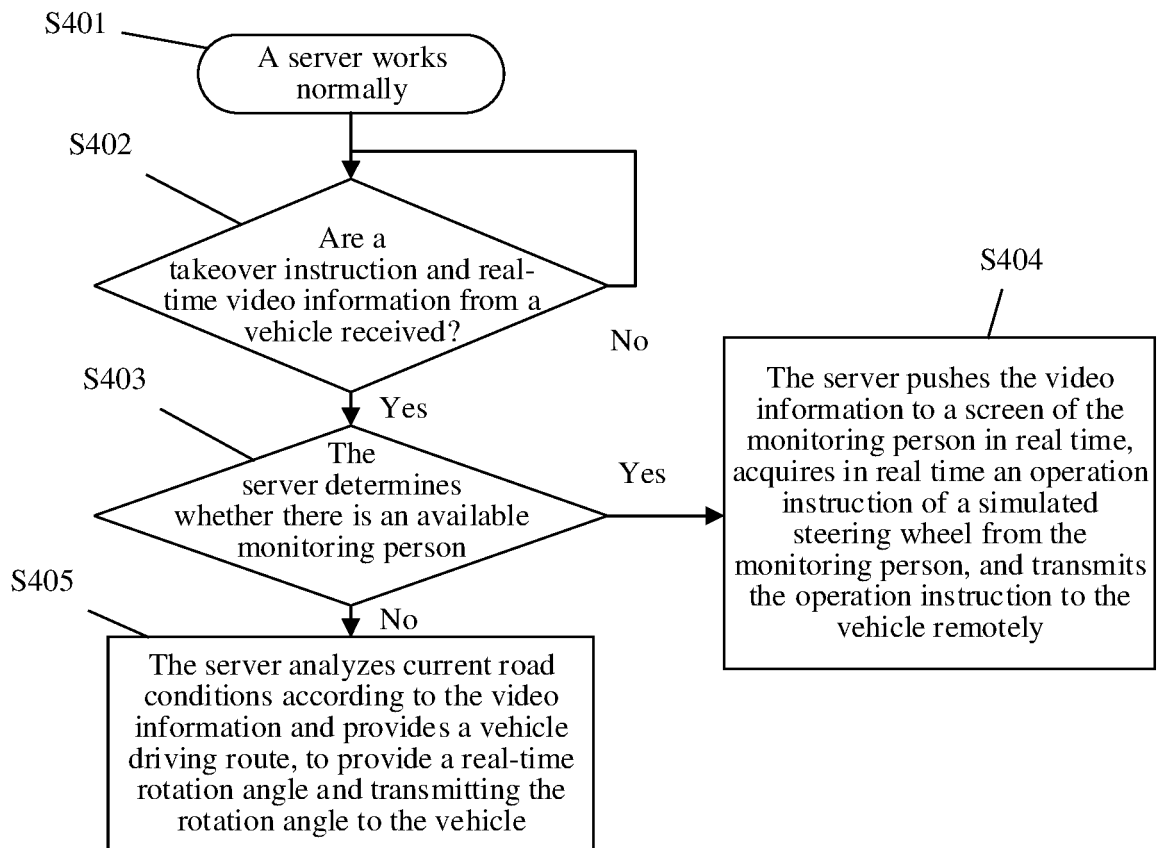 S401
A server works
normally
S402
Are a
takeover instruction and real-
time video information from a
vehicle received?
No
Yes
S403
The
server determines
whether there is an available
monitoring person
Yes
S404
The server pushes the video
information to a screen of the
monitoring person in real time,
acquires in real time an operation
instruction of a simulated
steering wheel from the
monitoring person, and transmits
the operation instruction to the
vehicle remotely
No
S405
The server analyzes current road
conditions according to the video
information and provides a vehicle
driving route, to provide a real-time
rotation angle and transmitting the
rotation angle to the vehicle